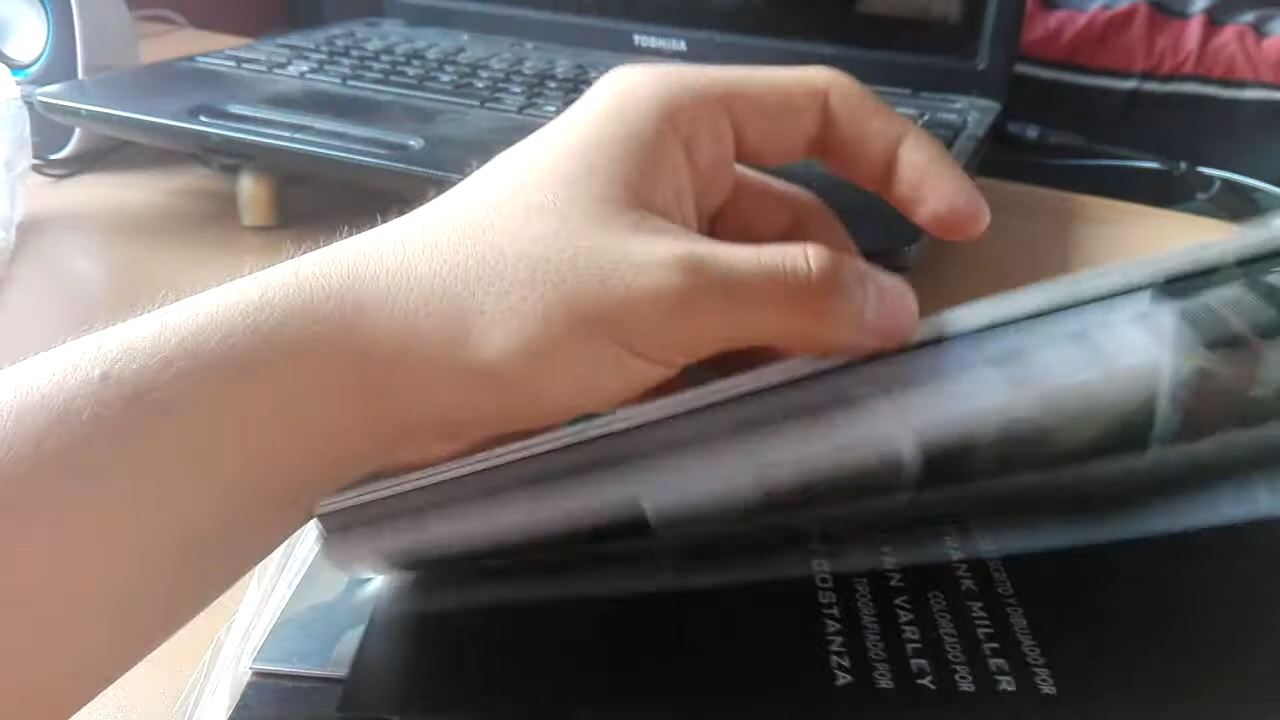 TOSHIBA
ESCRITO Y DIBUJADO POR
FRANK MILLER
COLOREADO POR
LYNN VARLEY
TIPOGRAFIADO POR
COSTANZA